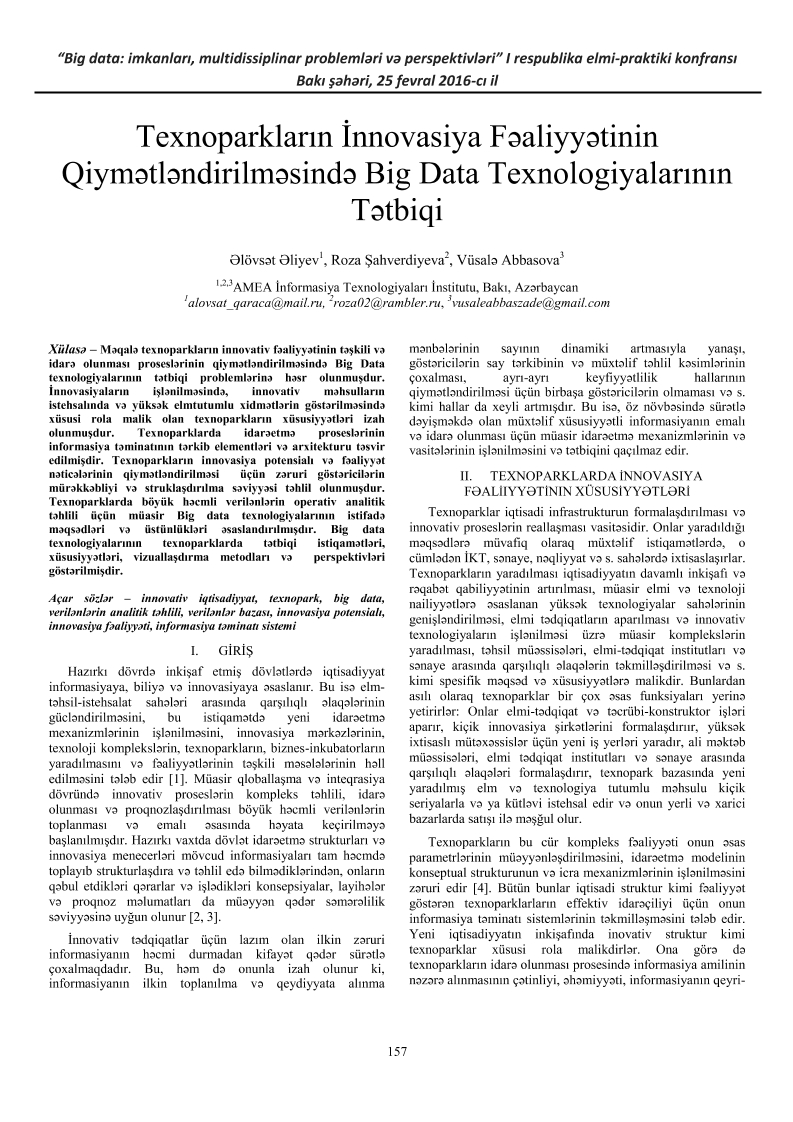 “Big data: imkanları, multidissiplinar problemləri və perspektivləri” I respublika elmi-praktiki konfransı
Bakı şəhəri, 25 fevral 2016-cı il
Texnoparkların İnnovasiya Fəaliyyətinin
Qiymətləndirilməsində Big Data Texnologiyalarının
Tətbiqi
Əlövsət Əliyev1, Roza Şahverdiyeva2, Vüsalə Abbasova3
1,2,3AMEA İnformasiya Texnologiyaları İnstitutu, Bakı, Azərbaycan
1alovsat_qaraca@mail.ru, 2roza02@rambler.ru, 3vusaleabbaszade@gmail.com
Xülasə – Məqalə texnoparkların innovativ fəaliyyətinin təşkili və
idarə olunması proseslərinin qiymətləndirilməsində Big Data
texnologiyalarının tətbiqi problemlərinə həsr olunmuşdur.
İnnovasiyaların işlənilməsində, innovativ məhsulların
istehsalında və yüksək elmtutumlu xidmətlərin göstərilməsində
xüsusi rola malik olan texnoparkların xüsusiyyətləri izah
olunmuşdur. Texnoparklarda idarəetmə proseslərinin
informasiya təminatının tərkib elementləri və arxitekturu təsvir
edilmişdir. Texnoparkların innovasiya potensialı və fəaliyyət
nəticələrinin qiymətləndirilməsi üçün zəruri göstəricilərin
mürəkkəbliyi və struklaşdırılma səviyyəsi təhlil olunmuşdur.
Texnoparklarda böyük həcmli verilənlərin operativ analitik
təhlili üçün müasir Big data texnologiyalarının istifadə
məqsədləri və üstünlükləri əsaslandırılmışdır. Big data
texnologiyalarının texnoparklarda tətbiqi istiqamətləri,
xüsusiyyətləri, vizuallaşdırma metodları və perspektivləri
göstərilmişdir.
Açar sözlər – innovativ iqtisadiyyat, texnopark, big data,
verilənlərin analitik təhlili, verilənlər bazası, innovasiya potensialı,
innovasiya fəaliyyəti, informasiya təminatı sistemi
I. GİRİŞ
Hazırkı dövrdə inkişaf etmiş dövlətlərdə iqtisadiyyat
informasiyaya, biliyə və innovasiyaya əsaslanır. Bu isə elm-
təhsil-istehsalat sahələri arasında qarşılıqlı əlaqələrinin
gücləndirilməsini, bu istiqamətdə yeni idarəetmə
mexanizmlərinin işlənilməsini, innovasiya mərkəzlərinin,
texnoloji komplekslərin, texnoparkların, biznes-inkubatorların
yaradılmasını və fəaliyyətlərinin təşkili məsələlərinin həll
edilməsini tələb edir [1]. Müasir qloballaşma və inteqrasiya
dövründə innovativ proseslərin kompleks təhlili, idarə
olunması və proqnozlaşdırılması böyük həcmli verilənlərin
toplanması və emalı əsasında həyata keçirilməyə
başlanılmışdır. Hazırkı vaxtda dövlət idarəetmə strukturları və
innovasiya menecerləri mövcud informasiyaları tam həcmdə
toplayıb strukturlaşdıra və təhlil edə bilmədiklərindən, onların
qəbul etdikləri qərarlar və işlədikləri konsepsiyalar, layihələr
və proqnoz məlumatları da müəyyən qədər səmərəlilik
səviyyəsinə uyğun olunur [2, 3].
İnnovativ tədqiqatlar üçün lazım olan ilkin zəruri
informasiyanın həcmi durmadan kifayət qədər sürətlə
çoxalmaqdadır. Bu, həm də onunla izah olunur ki,
informasiyanın ilkin toplanılma və qeydiyyata alınma
mənbələrinin sayının dinamiki artmasıyla yanaşı,
göstəricilərin say tərkibinin və müxtəlif təhlil kəsimlərinin
çoxalması, ayrı-ayrı keyfiyyətlilik hallarının
qiymətləndirilməsi üçün birbaşa göstəricilərin olmaması və s.
kimi hallar da xeyli artmışdır. Bu isə, öz növbəsində sürətlə
dəyişməkdə olan müxtəlif xüsusiyyətli informasiyanın emalı
və idarə olunması üçün müasir idarəetmə mexanizmlərinin və
vasitələrinin işlənilməsini və tətbiqini qaçılmaz edir.
II. TEXNOPARKLARDA İNNOVASIYA
FƏALİIYYƏTİNİN XÜSUSİYYƏTLƏRİ
Texnoparklar iqtisadi infrastrukturun formalaşdırılması və
innovativ proseslərin reallaşması vasitəsidir. Onlar yaradıldığı
məqsədlərə müvafiq olaraq müxtəlif istiqamətlərdə, o
cümlədən İKT, sənaye, nəqliyyat və s. sahələrdə ixtisaslaşırlar.
Texnoparkların yaradılması iqtisadiyyatın davamlı inkişafı və
rəqabət qabiliyyətinin artırılması, müasir elmi və texnoloji
nailiyyətlərə əsaslanan yüksək texnologiyalar sahələrinin
genişləndirilməsi, elmi tədqiqatların aparılması və innovativ
texnologiyaların işlənilməsi üzrə müasir komplekslərin
yaradılması, təhsil müəssisələri, elmi-tədqiqat institutları və
sənaye arasında qarşılıqlı əlaqələrin təkmilləşdirilməsi və s.
kimi spesifik məqsəd və xüsusiyyətlərə malikdir. Bunlardan
asılı olaraq texnoparklar bir çox əsas funksiyaları yerinə
yetirirlər: Onlar elmi-tədqiqat və təcrübi-konstruktor işləri
aparır, kiçik innovasiya şirkətlərini formalaşdırır, yüksək
ixtisaslı mütəxəssislər üçün yeni iş yerləri yaradır, ali məktəb
müəssisələri, elmi tədqiqat institutları və sənaye arasında
qarşılıqlı əlaqələri formalaşdırır, texnopark bazasında yeni
yaradılmış elm və texnologiya tutumlu məhsulu kiçik
seriyalarla və ya kütləvi istehsal edir və onun yerli və xarici
bazarlarda satışı ilə məşğul olur.
Texnoparkların bu cür kompleks fəaliyyəti onun əsas
parametrlərinin müəyyənləşdirilməsini, idarəetmə modelinin
konseptual strukturunun və icra mexanizmlərinin işlənilməsini
zəruri edir [4]. Bütün bunlar iqtisadi struktur kimi fəaliyyət
göstərən texnoparklarların effektiv idarəçiliyi üçün onun
informasiya təminatı sistemlərinin təkmilləşməsini tələb edir.
Yeni iqtisadiyyatın inkişafında inovativ struktur kimi
texnoparklar xüsusi rola malikdirlər. Ona görə də
texnoparkların idarə olunması prosesində informasiya amilinin
nəzərə alınmasının çətinliyi, əhəmiyyəti, informasiyanın qeyri-
157